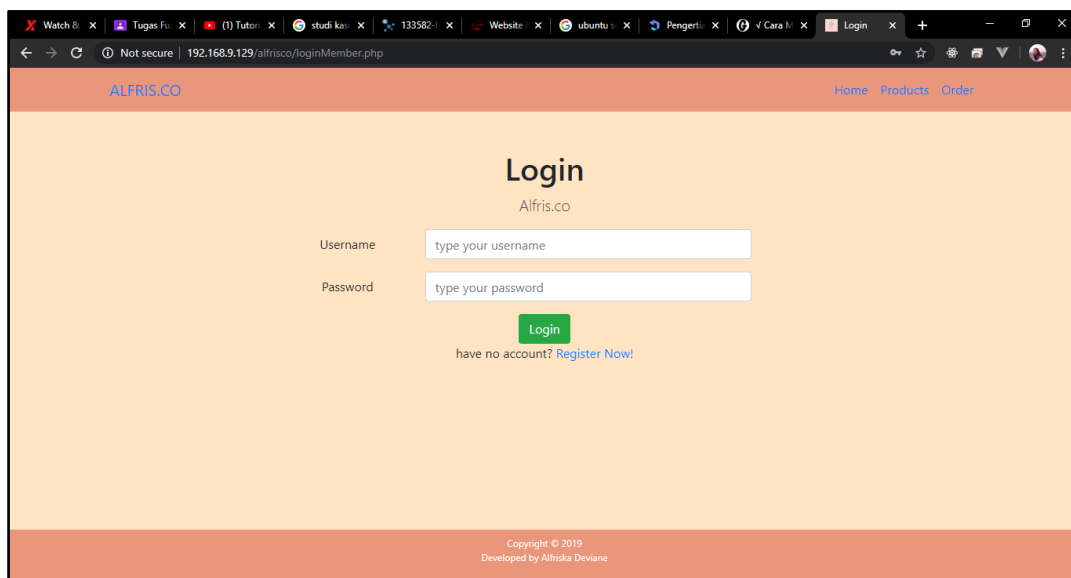 Watch & Tugas Fu (1) Tutori studi kas 133582- Website ubuntu s Pengertia √ Cara M Login
Not secure | 192.168.9.129/alfrisco/loginMember.php
ALFRIS.CO Home Products Order
Login
Alfris.co
Username type your username
Password type your password
Login
have no account? Register Now!
Copyright © 2019
Developed by Alfriska Deviane